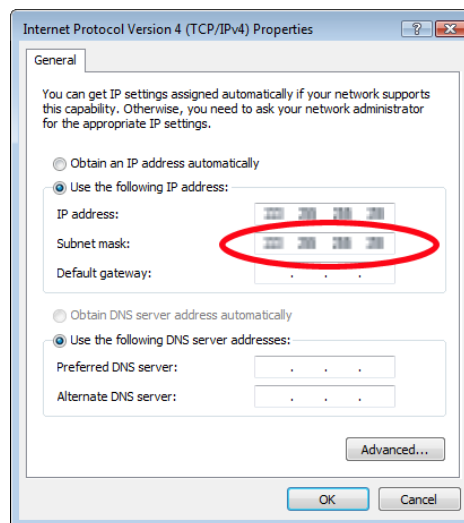 Internet Protocol Version 4 (TCP/IPv4) Properties
General
You can get IP settings assigned automatically if your network supports
this capability. Otherwise, you need to ask your network administrator
for the appropriate IP settings.
Obtain an IP address automatically
Use the following IP address:
IP address:
Subnet mask:
Default gateway:
Obtain DNS server address automatically
Use the following DNS server addresses:
Preferred DNS server:
Alternate DNS server:
Advanced...
OK Cancel